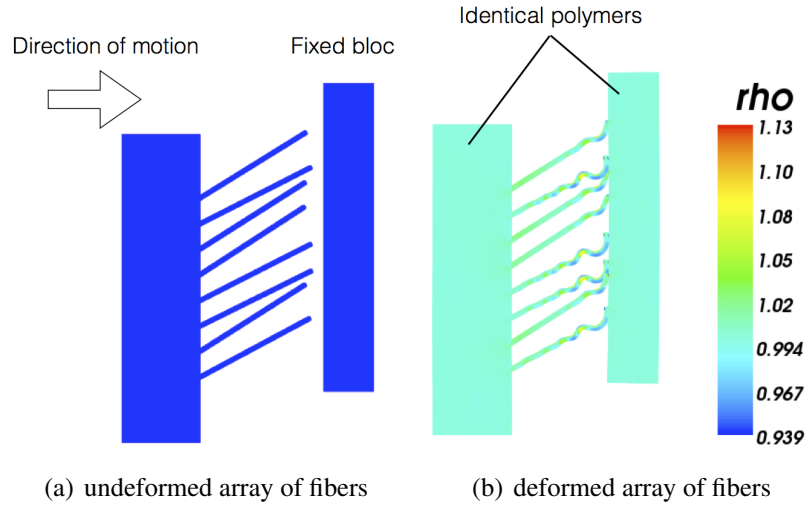 Identical polymers
Direction of motion
Fixed bloc
rho
1.13
1.10
1.08
1.05
1.02
0.994
0.967
0.939
(a) undeformed array of fibers
(b) deformed array of fibers